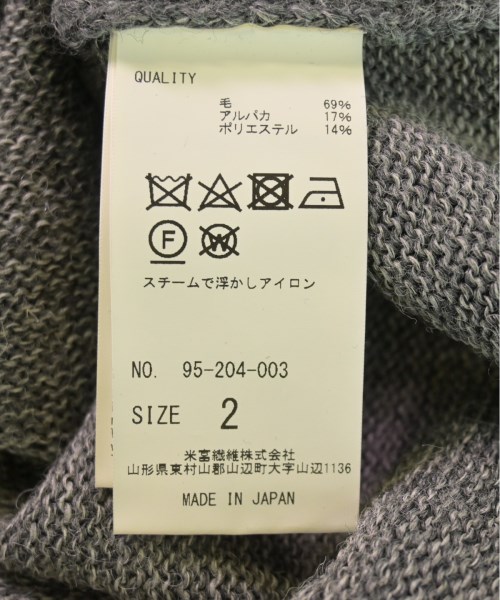 QUALITY
毛 69%
アルパカ 17%
ポリエステル 14%
F W
スチームで浮かしアイロン
NO. 95-204-003
SIZE 2
米富繊維株式会社
山形県東村山郡山辺町大字山辺1136
MADE IN JAPAN